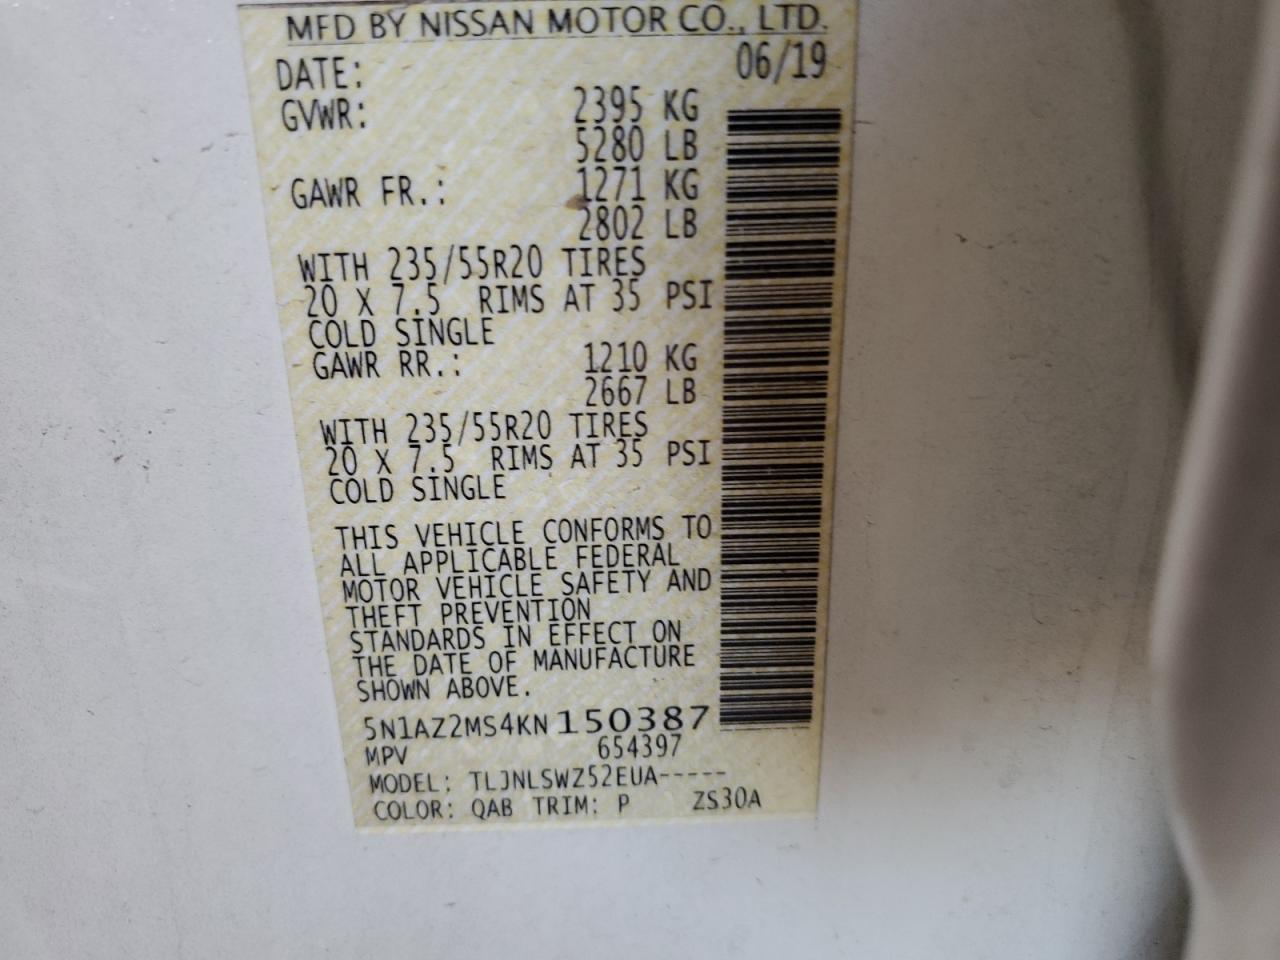 MFD BY NISSAN MOTOR CO., LTD.
DATE: 06/19
GVWR: 2395 KG
5280 LB
GAWR FR.: 1271 KG
2802 LB
WITH 235/55R20 TIRES
20 X 7.5 RIMS AT 35 PSI
COLD SINGLE
GAWR RR.: 1210 KG
2667 LB
WITH 235/55R20 TIRES
20 X 7.5 RIMS AT 35 PSI
COLD SINGLE
THIS VEHICLE CONFORMS TO
ALL APPLICABLE FEDERAL
MOTOR VEHICLE SAFETY AND
THEFT PREVENTION
STANDARDS IN EFFECT ON
THE DATE OF MANUFACTURE
SHOWN ABOVE.
5N1AZ2MS4KN150387
MPV 654397
MODEL: TLJNLSWZ52EUA-----
COLOR: QAB TRIM: P ZS30A